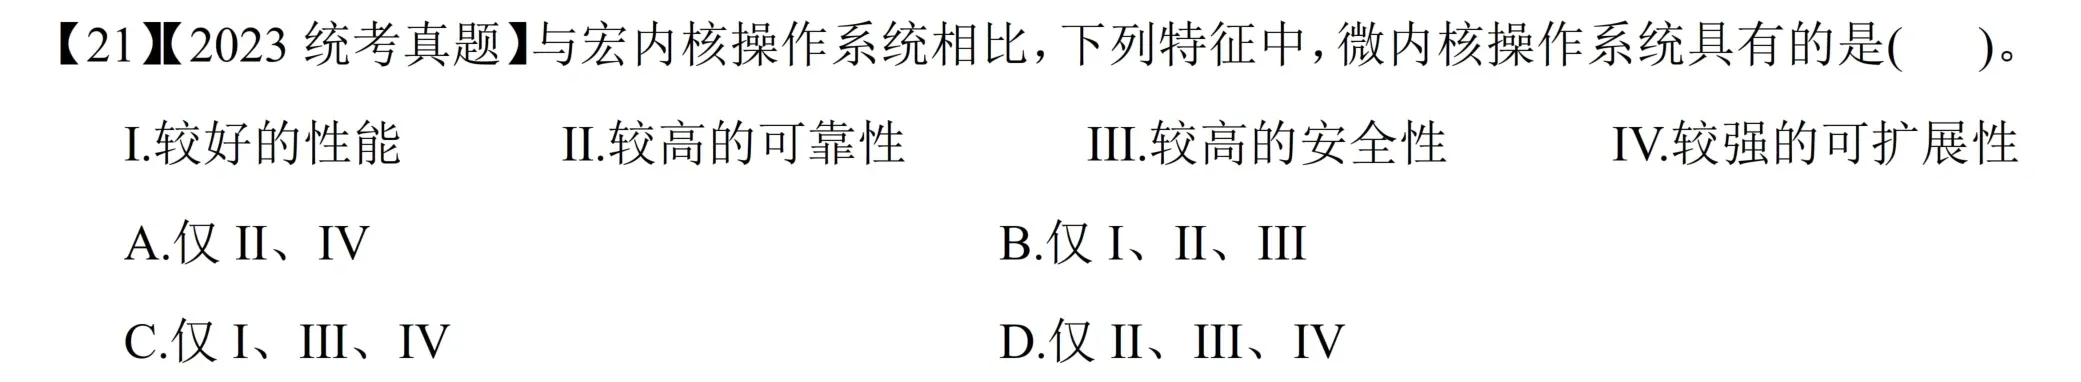 【21】【2023 统考真题】与宏内核操作系统相比,下列特征中,微内核操作系统具有的是(　　)。
I.较好的性能　　II.较高的可靠性　　III.较高的安全性　　IV.较强的可扩展性
A.仅 II、IV　　B.仅 I、II、III
C.仅 I、III、IV　　D.仅 II、III、IV